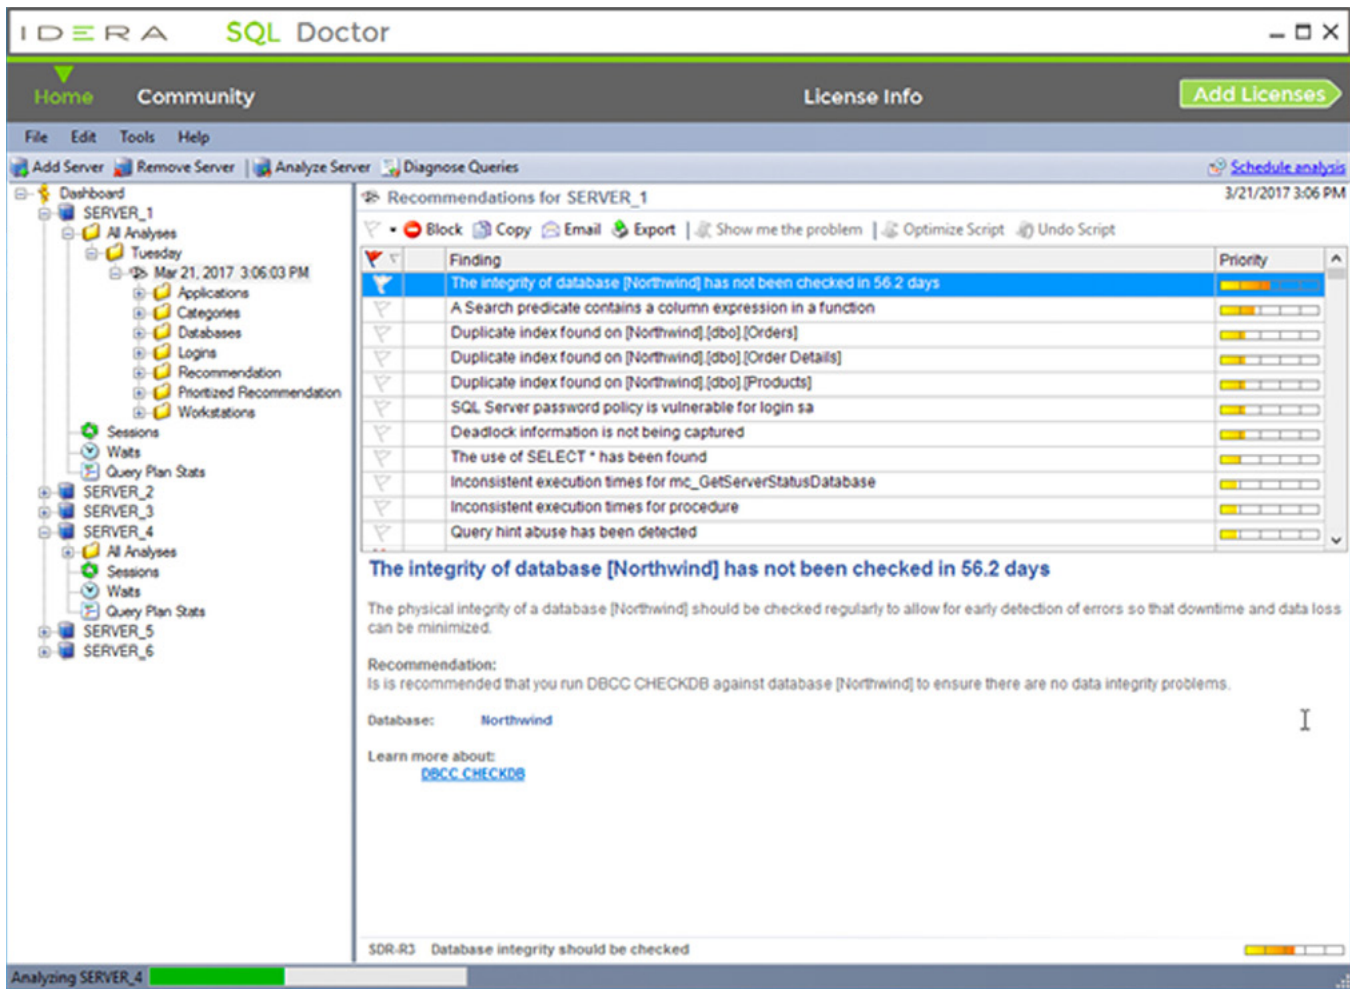 IDERA SQL Doctor
Home Community License Info Add Licenses
File Edit Tools Help
Add Server Remove Server Analyze Server Diagnose Queries Schedule analysis
Dashboard
SERVER_1
All Analyses
Tuesday
Mar 21, 2017 3:06:03 PM
Applications
Categories
Databases
Logins
Recommendation
Prioritized Recommendation
Workstations
Sessions
Waits
Query Plan Stats
SERVER_2
SERVER_3
SERVER_4
All Analyses
Sessions
Waits
Query Plan Stats
SERVER_5
SERVER_6
Recommendations for SERVER_1 3/21/2017 3:06 PM
Block Copy Email Export Show me the problem Optimize Script Undo Script
Finding Priority
The integrity of database [Northwind] has not been checked in 56.2 days
A Search predicate contains a column expression in a function
Duplicate index found on [Northwind].[dbo].[Orders]
Duplicate index found on [Northwind].[dbo].[Order Details]
Duplicate index found on [Northwind].[dbo].[Products]
SQL Server password policy is vulnerable for login sa
Deadlock information is not being captured
The use of SELECT * has been found
Inconsistent execution times for mc_GetServerStatusDatabase
Inconsistent execution times for procedure
Query hint abuse has been detected
The integrity of database [Northwind] has not been checked in 56.2 days
The physical integrity of a database [Northwind] should be checked regularly to allow for early detection of errors so that downtime and data loss
can be minimized.
Recommendation:
Is is recommended that you run DBCC CHECKDB against database [Northwind] to ensure there are no data integrity problems.
Database: Northwind
Learn more about:
DBCC CHECKDB
SDR-R3 Database integrity should be checked
Analyzing SERVER_4